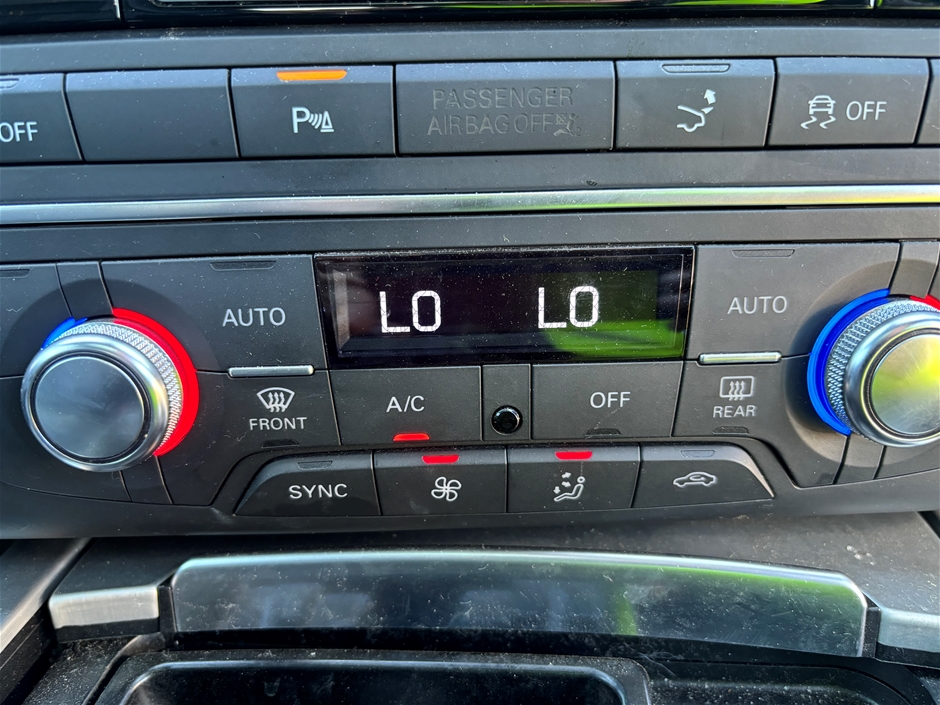 OFF
P
PASSENGER
AIRBAG OFF
OFF
AUTO
LO
LO
AUTO
FRONT
A/C
OFF
REAR
SYNC